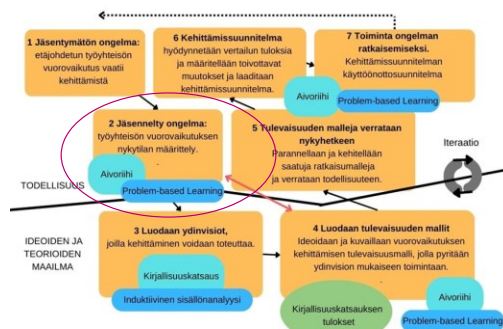 1 Jäsentymätön ongelma:
etäjohdetun työyhteisön
vuorovaikutus vaatii
kehittämistä
6 Kehittämissuunnitelma
hyödynnetään vertailun tuloksia
ja määritellään toivottavat
muutokset ja laaditaan
kehittämissuunnitelma.
7 Toiminta ongelman
ratkaisemiseksi.
Kehittämissuunnitelman
käyttöönottosuunnitelma
Aivoriihi
Problem-based Learning
2 Jäsennelty ongelma:
työyhteisön vuorovaikutuksen
nykytilan määrittely.
.
Aivoriihi
Problem-based Learning
5 Tulevaisuuden malleja verrataan
nykyhetkeen
Parannellaan ja kehitellään
saatuja ratkaisumalleja
ja verrataan todellisuuteen.
Iteraatio
TODELLISUUS
IDEOIDEN JA
TEORIOIDEN
MAAILMA
3 Luodaan ydinvisiot,
joilla kehittäminen voidaan toteuttaa.
Kirjallisuuskatsaus
Induktiivinen sisällönanalyysi
4 Luodaan tulevaisuuden mallit
Ideoidaan ja kuvaillaan vuorovaikutuksen
kehittämisen tulevaisuusmalli, jolla pyritään
ydinvision mukaiseen toimintaan.
.
Kirjallisuuskatsauksen
tulokset
Aivoriihi
Problem-based Learning